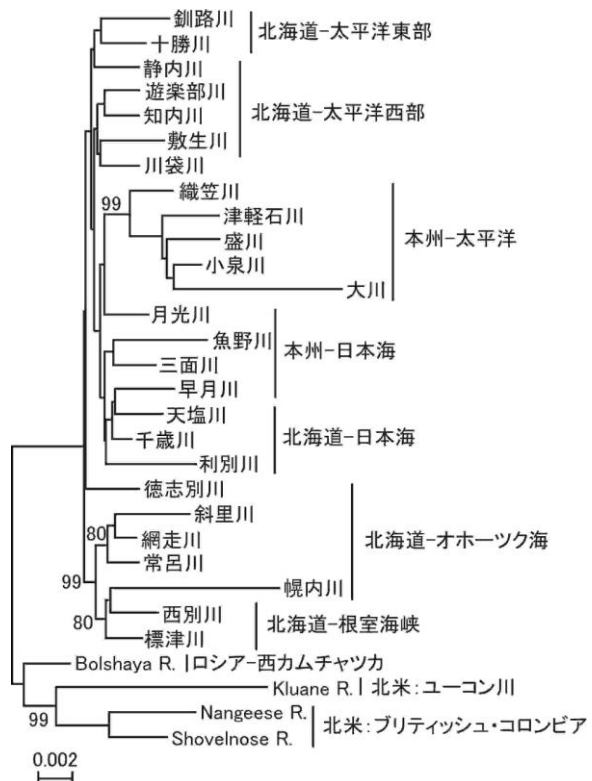 釧路川
十勝川
北海道-太平洋東部
静内川
遊楽部川
知内川
敷生川
川袋川
北海道-太平洋西部
99
織笠川
津軽石川
盛川
小泉川
大川
本州-太平洋
月光川
魚野川
三面川
早月川
本州-日本海
天塩川
千歳川
利別川
北海道-日本海
徳志別川
80
斜里川
網走川
常呂川
北海道-オホーツク海
99
幌内川
80
西別川
標津川
北海道-根室海峡
Bolshaya R.
ロシア-西カムチャツカ
Kluane R.
北米:ユーコン川
99
Nangeese R.
Shovelnose R.
北米:ブリティッシュ・コロンビア
0.002